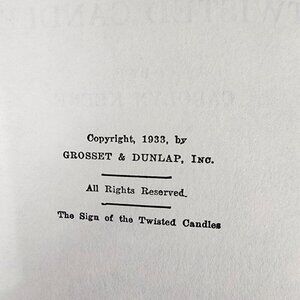 Copyright, 1933, by
GROSSET & DUNLAP, INC.
All Rights Reserved.
The Sign of the Twisted Candles